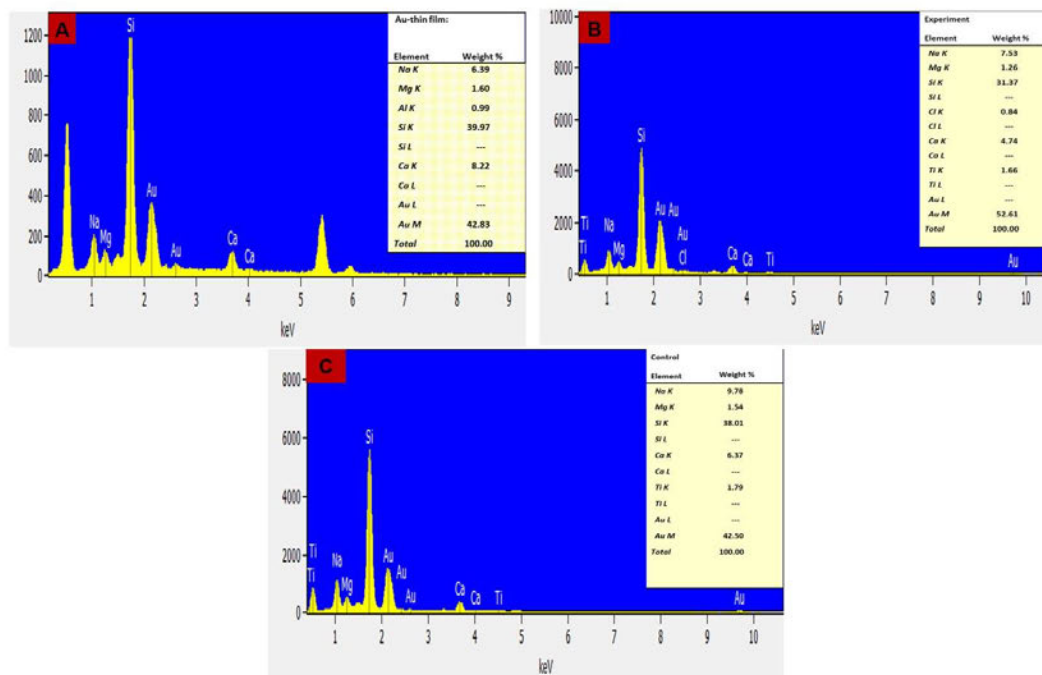 A
Au-thin film:
Element Weight %
Na K 6.39
Mg K 1.60
Al K 0.99
Si K 39.97
Si L ---
Ca K 8.22
Ca L ---
Au L ---
Au M 42.83
Total 100.00
1200
1000
800
600
400
200
0
Si
Au
Na
Mg
Au
Ca
Ca
1 2 3 4 5 6 7 8 9
keV
B
Experiment
Element Weight %
Na K 7.53
Mg K 1.26
Si K 31.37
Si L ---
Cl K 0.84
Cl L ---
Ca K 4.74
Ca L ---
Ti K 1.66
Ti L ---
Au L ---
Au M 52.61
Total 100.00
10000
8000
6000
4000
2000
0
Si
Ti
Na
Au Au
Ti
Mg
Au
Cl
Ca
Ca
Ti
Au
1 2 3 4 5 6 7 8 9 10
keV
C
Control
Element Weight %
Na K 9.78
Mg K 1.54
Si K 38.01
Si L ---
Ca K 6.37
Ca L ---
Ti K 1.79
Ti L ---
Au L ---
Au M 42.50
Total 100.00
8000
6000
4000
2000
0
Si
Ti
Na
Au
Ti
Mg
Au
Au
Ca
Ca
Ti
Au
1 2 3 4 5 6 7 8 9 10
keV